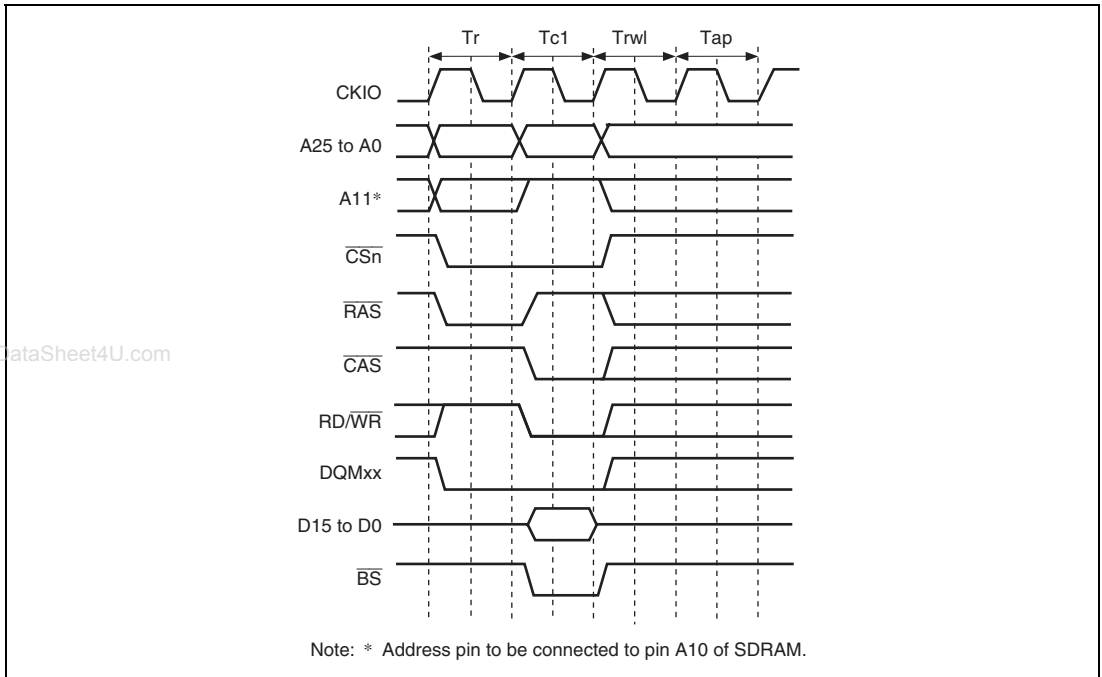 Tr Tc1 Trwl Tap
CKIO
A25 to A0
A11*
CSn
RAS
DataSheet4U.com
CAS
RD/WR
DQMxx
D15 to D0
BS
Note: * Address pin to be connected to pin A10 of SDRAM.